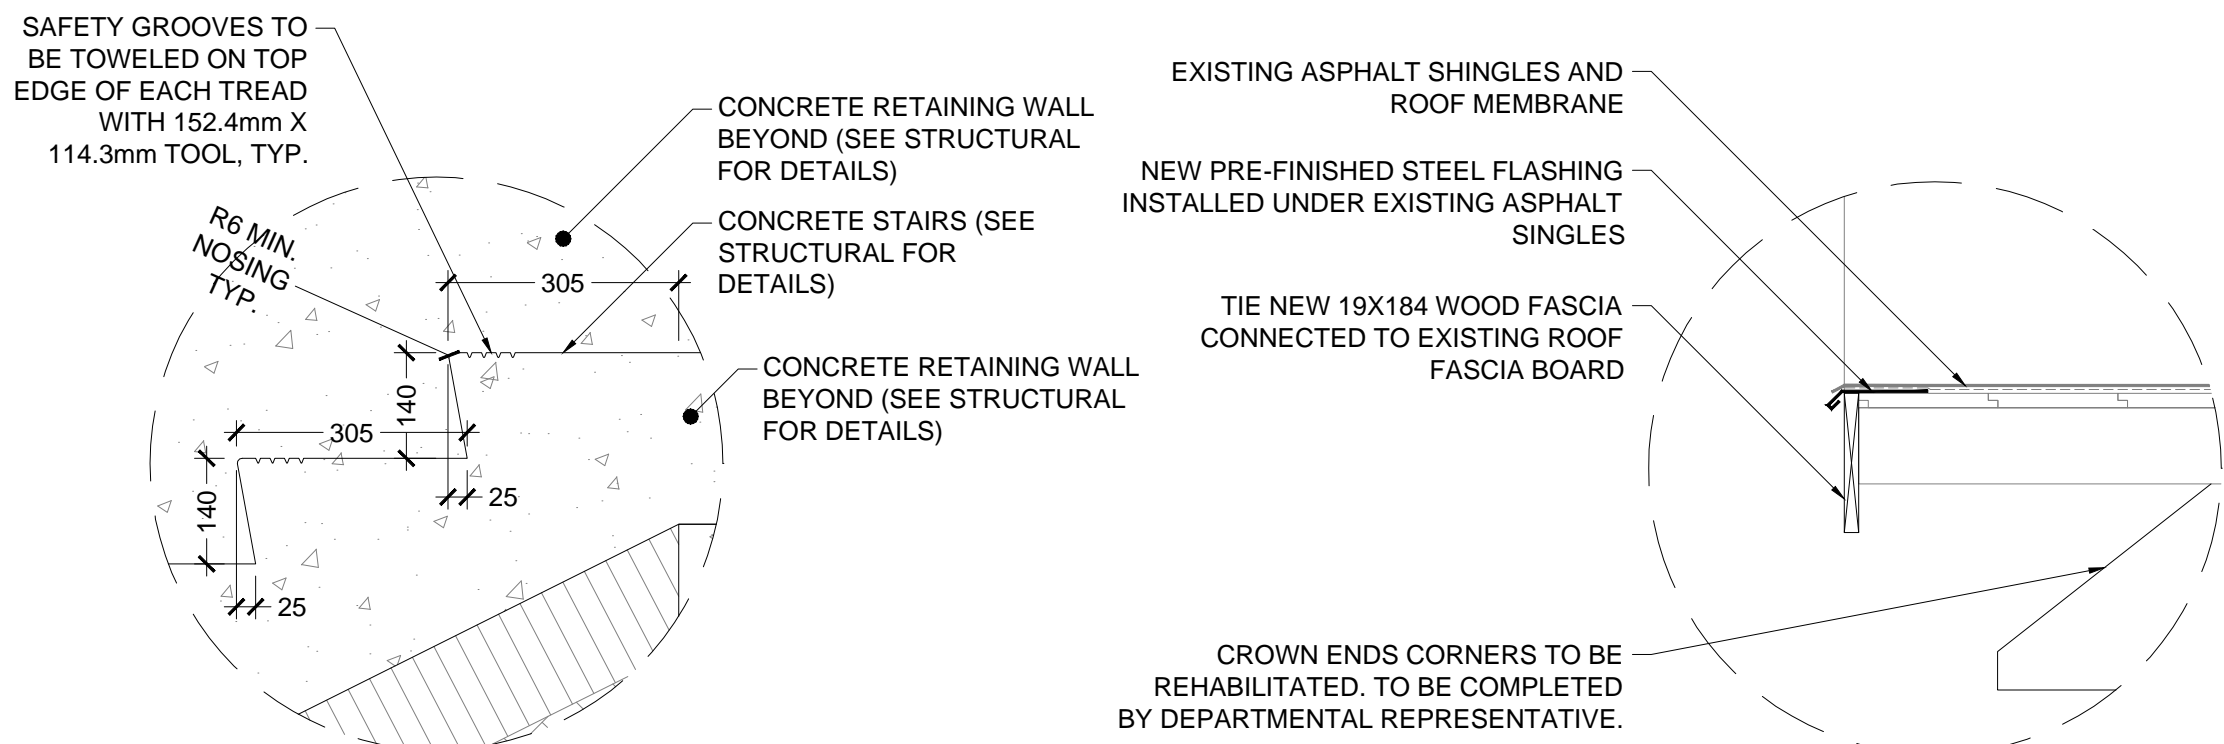 SAFETY GROOVES TO
BE TOWELED ON TOP
EDGE OF EACH TREAD
WITH 152.4mm X
114.3mm TOOL, TYP.
CONCRETE RETAINING WALL
BEYOND (SEE STRUCTURAL
FOR DETAILS)
R6 MIN.
NOSING
TYP.
CONCRETE STAIRS (SEE
STRUCTURAL FOR
DETAILS)
305
CONCRETE RETAINING WALL
BEYOND (SEE STRUCTURAL
FOR DETAILS)
140
305
25
140
25
EXISTING ASPHALT SHINGLES AND
ROOF MEMBRANE
NEW PRE-FINISHED STEEL FLASHING
INSTALLED UNDER EXISTING ASPHALT
SINGLES
TIE NEW 19X184 WOOD FASCIA
CONNECTED TO EXISTING ROOF
FASCIA BOARD
CROWN ENDS CORNERS TO BE
REHABILITATED. TO BE COMPLETED
BY DEPARTMENTAL REPRESENTATIVE.